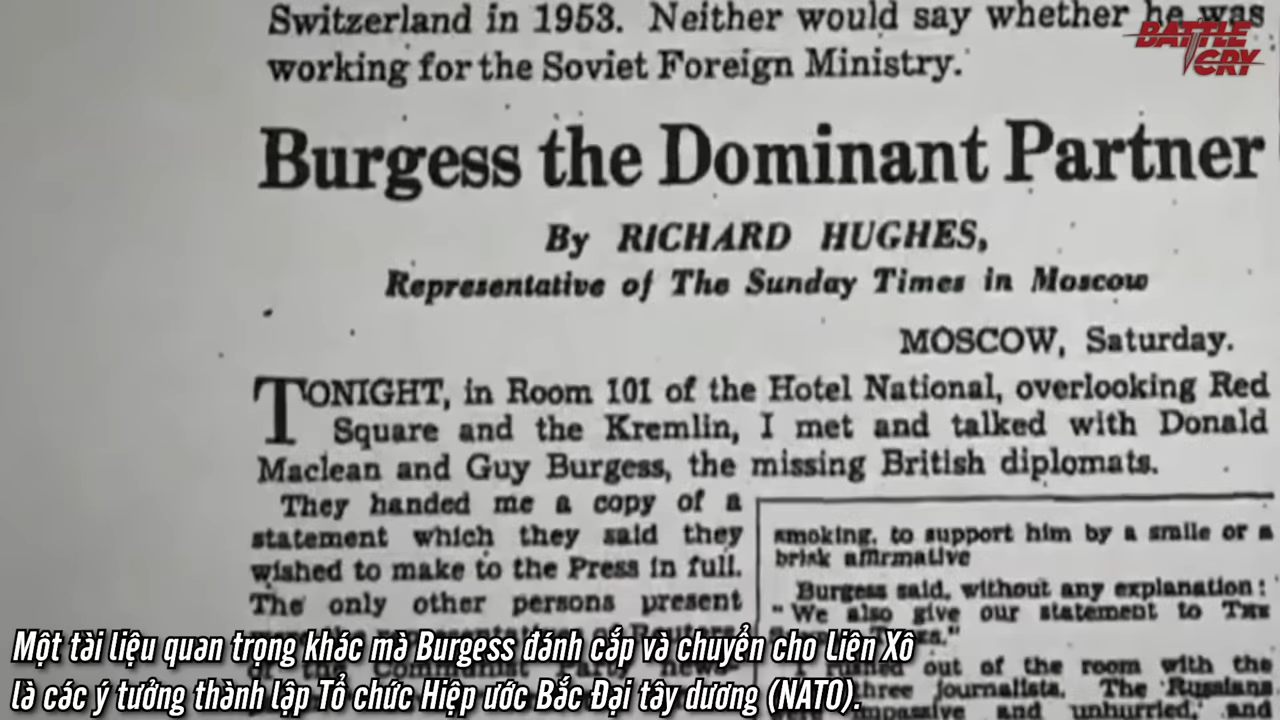 Switzerland in 1953. Neither would say whether he was
working for the Soviet Foreign Ministry.
BATTLE
CRY
Burgess the Dominant Partner
By RICHARD HUGHES,
Representative of The Sunday Times in Moscow
MOSCOW, Saturday.
TONIGHT, in Room 101 of the Hotel National, overlooking Red
Square and the Kremlin, I met and talked with Donald
Maclean and Guy Burgess, the missing British diplomats.
They handed me a copy of a
statement which they said they
wished to make to the Press in full.
The only other persons present
smoking, to support him by a smile or a
brisk affirmative
Burgess said, without any explanation:
"We also give our statement to THE
out of the room with the
three journalists. The Russians
impassive and unhurried, and
Một tài liệu quan trọng khác mà Burgess đánh cắp và chuyển cho Liên Xô
là các ý tưởng thành lập Tổ chức Hiệp ước Bắc Đại tây dương (NATO).